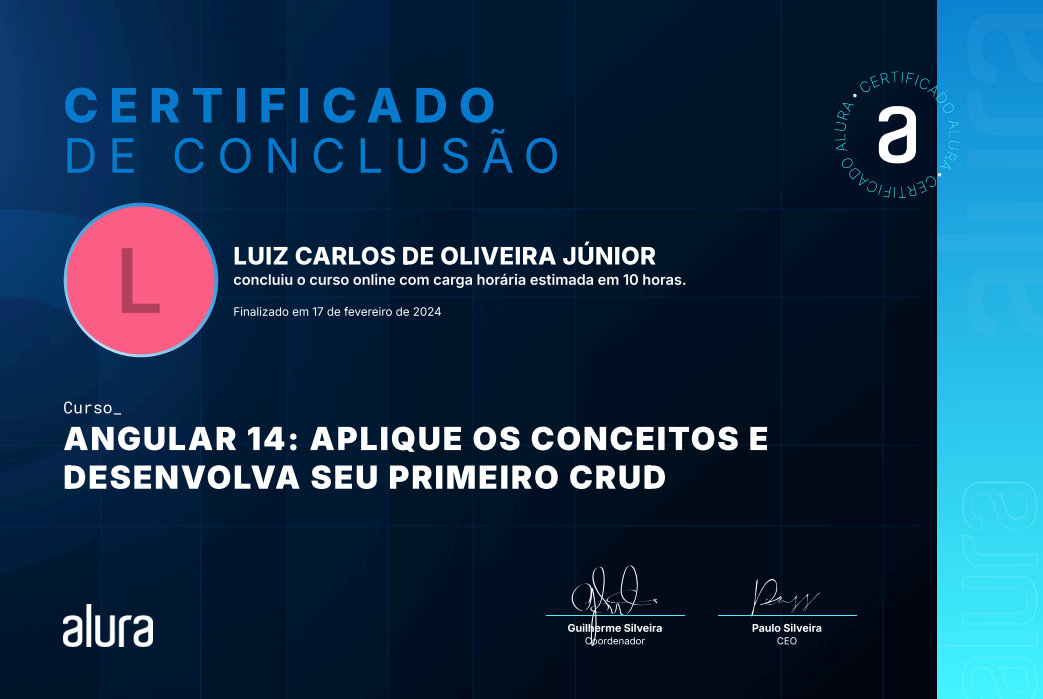 CERTIFICADO
DE CONCLUSÃO
CERTIFICADO ALURA • CERTIFICADO ALURA •
a
L
LUIZ CARLOS DE OLIVEIRA JÚNIOR
concluiu o curso online com carga horária estimada em 10 horas.
Finalizado em 17 de fevereiro de 2024
Curso_
ANGULAR 14: APLIQUE OS CONCEITOS E
DESENVOLVA SEU PRIMEIRO CRUD
alura
Guilherme Silveira
Coordenador
Paulo Silveira
CEO
alura
alura